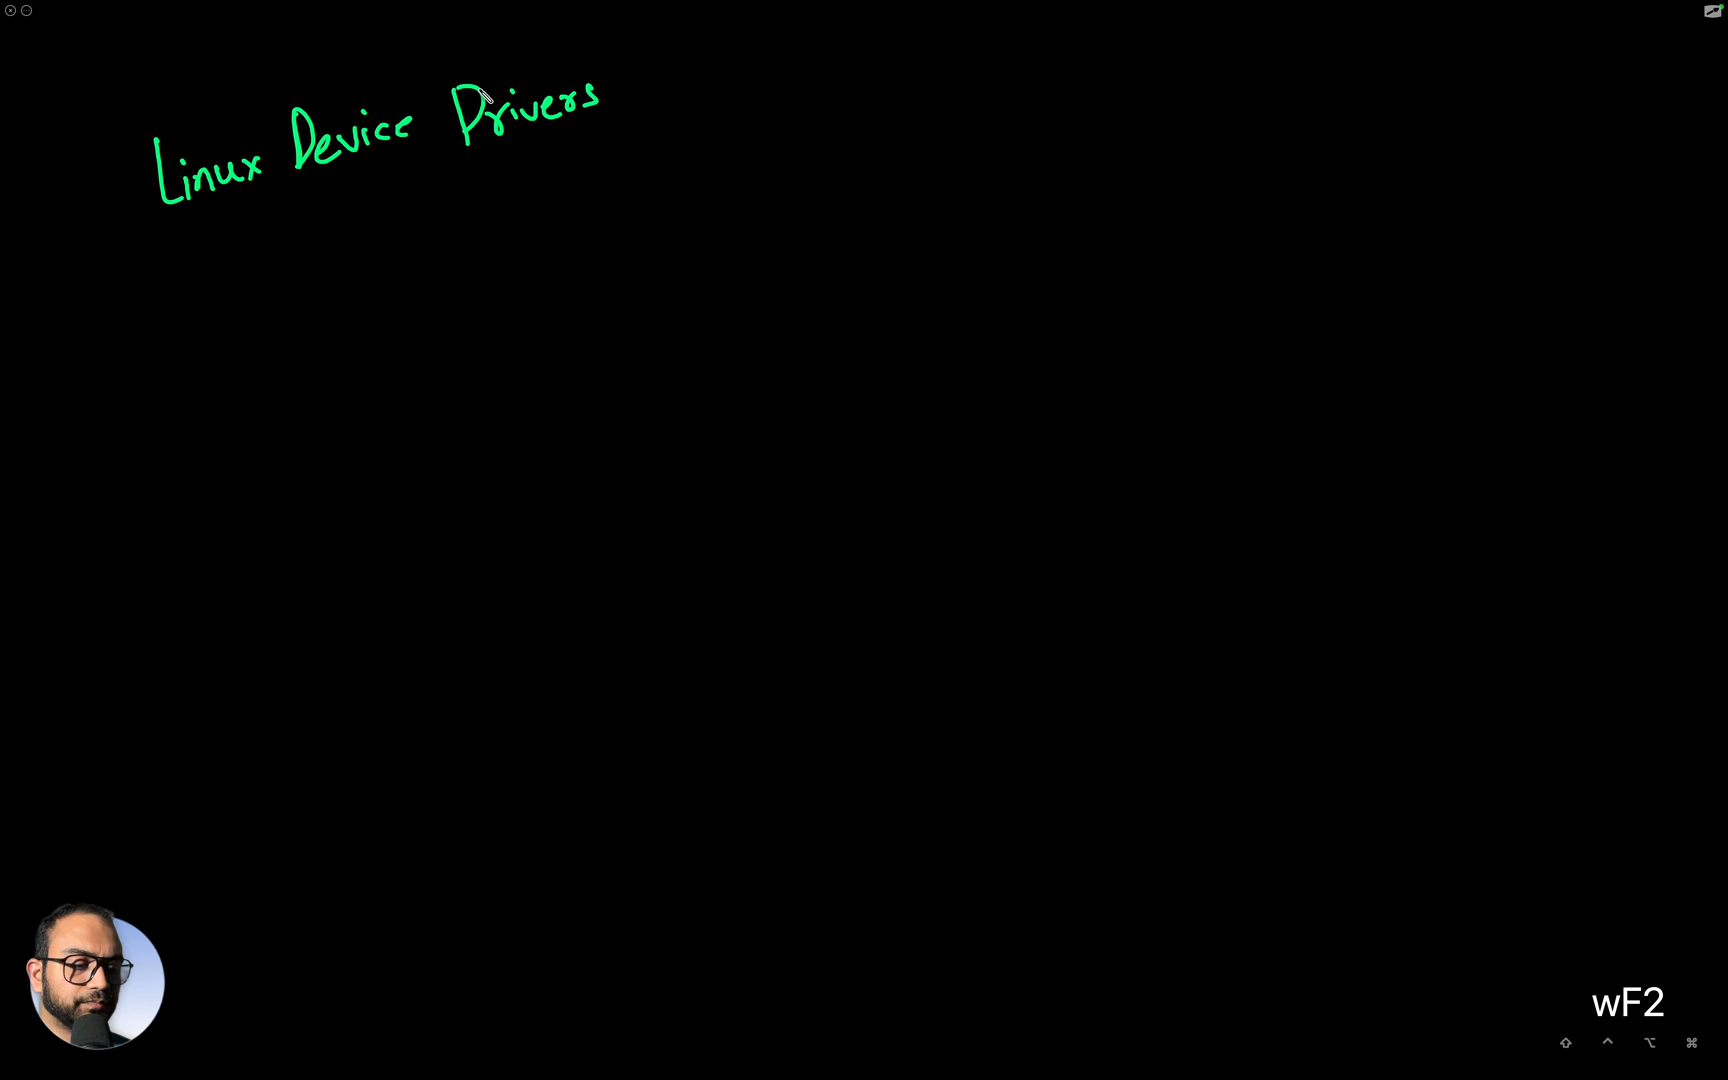 Linux Device Drivers
wF2
⇧ ^ ⌥ ⌘